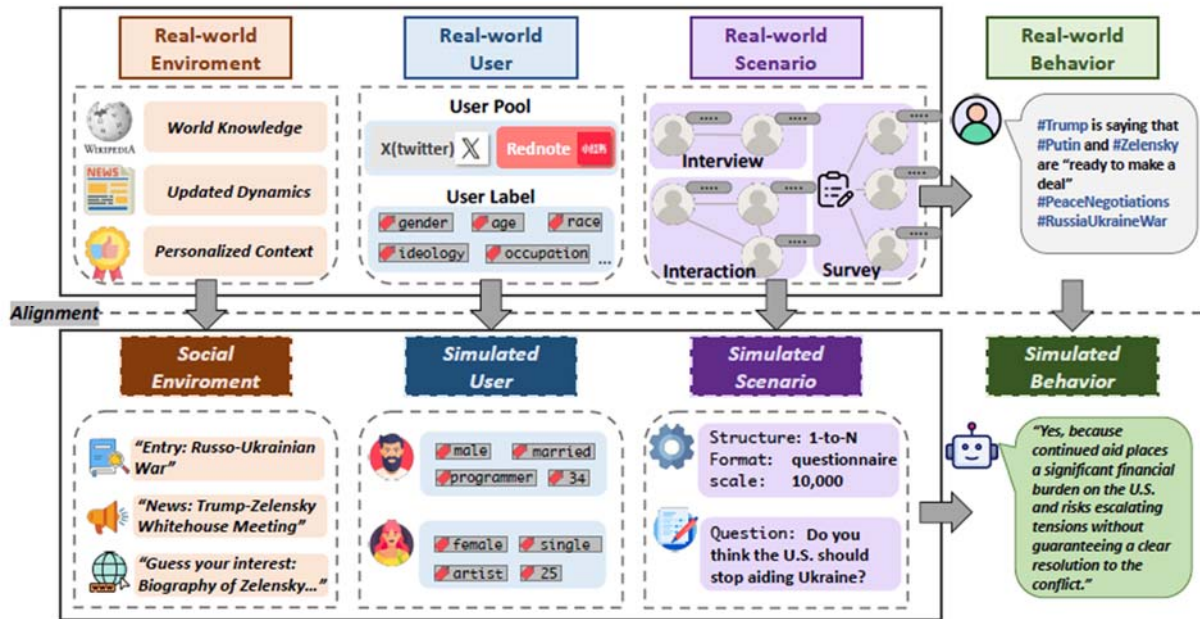 Real-world
Enviroment
Real-world
User
Real-world
Scenario
Real-world
Behavior
WIKIPEDIA
World Knowledge
NEWS
Updated Dynamics
Personalized Context
User Pool
X(twitter)
Rednote
小红书
User Label
gender
age
race
ideology
occupation
...
Interview
Interaction
Survey
#Trump is saying that
#Putin and #Zelensky
are “ready to make a
deal”
#PeaceNegotiations
#RussiaUkraineWar
Alignment
Social
Enviroment
Simulated
User
Simulated
Scenario
Simulated
Behavior
“Entry: Russo-Ukrainian
War”
“News: Trump-Zelensky
Whitehouse Meeting”
“Guess your interest:
Biography of Zelensky...”
male
married
programmer
34
female
single
artist
25
Structure: 1-to-N
Format: questionnaire
scale: 10,000
Question: Do you
think the U.S. should
stop aiding Ukraine?
“Yes, because
continued aid places
a significant financial
burden on the U.S.
and risks escalating
tensions without
guaranteeing a clear
resolution to the
conflict.”